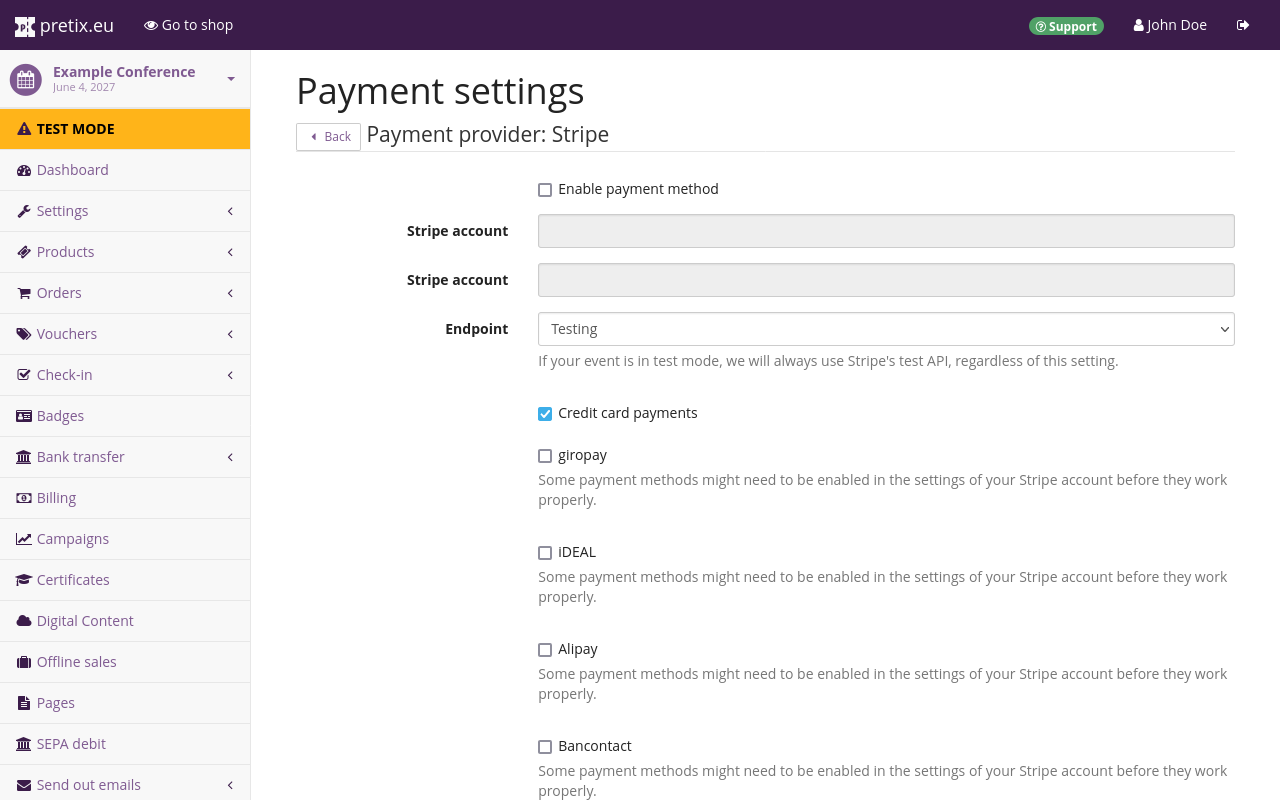 pretix.eu
Go to shop
Support
John Doe
Example Conference
June 4, 2027
TEST MODE
Dashboard
Settings
Products
Orders
Vouchers
Check-in
Badges
Bank transfer
Billing
Campaigns
Certificates
Digital Content
Offline sales
Pages
SEPA debit
Send out emails
Payment settings
Back
Payment provider: Stripe
Enable payment method
Stripe account
Stripe account
Endpoint
Testing
If your event is in test mode, we will always use Stripe's test API, regardless of this setting.
Credit card payments
giropay
Some payment methods might need to be enabled in the settings of your Stripe account before they work
properly.
iDEAL
Some payment methods might need to be enabled in the settings of your Stripe account before they work
properly.
Alipay
Some payment methods might need to be enabled in the settings of your Stripe account before they work
properly.
Bancontact
Some payment methods might need to be enabled in the settings of your Stripe account before they work
properly.